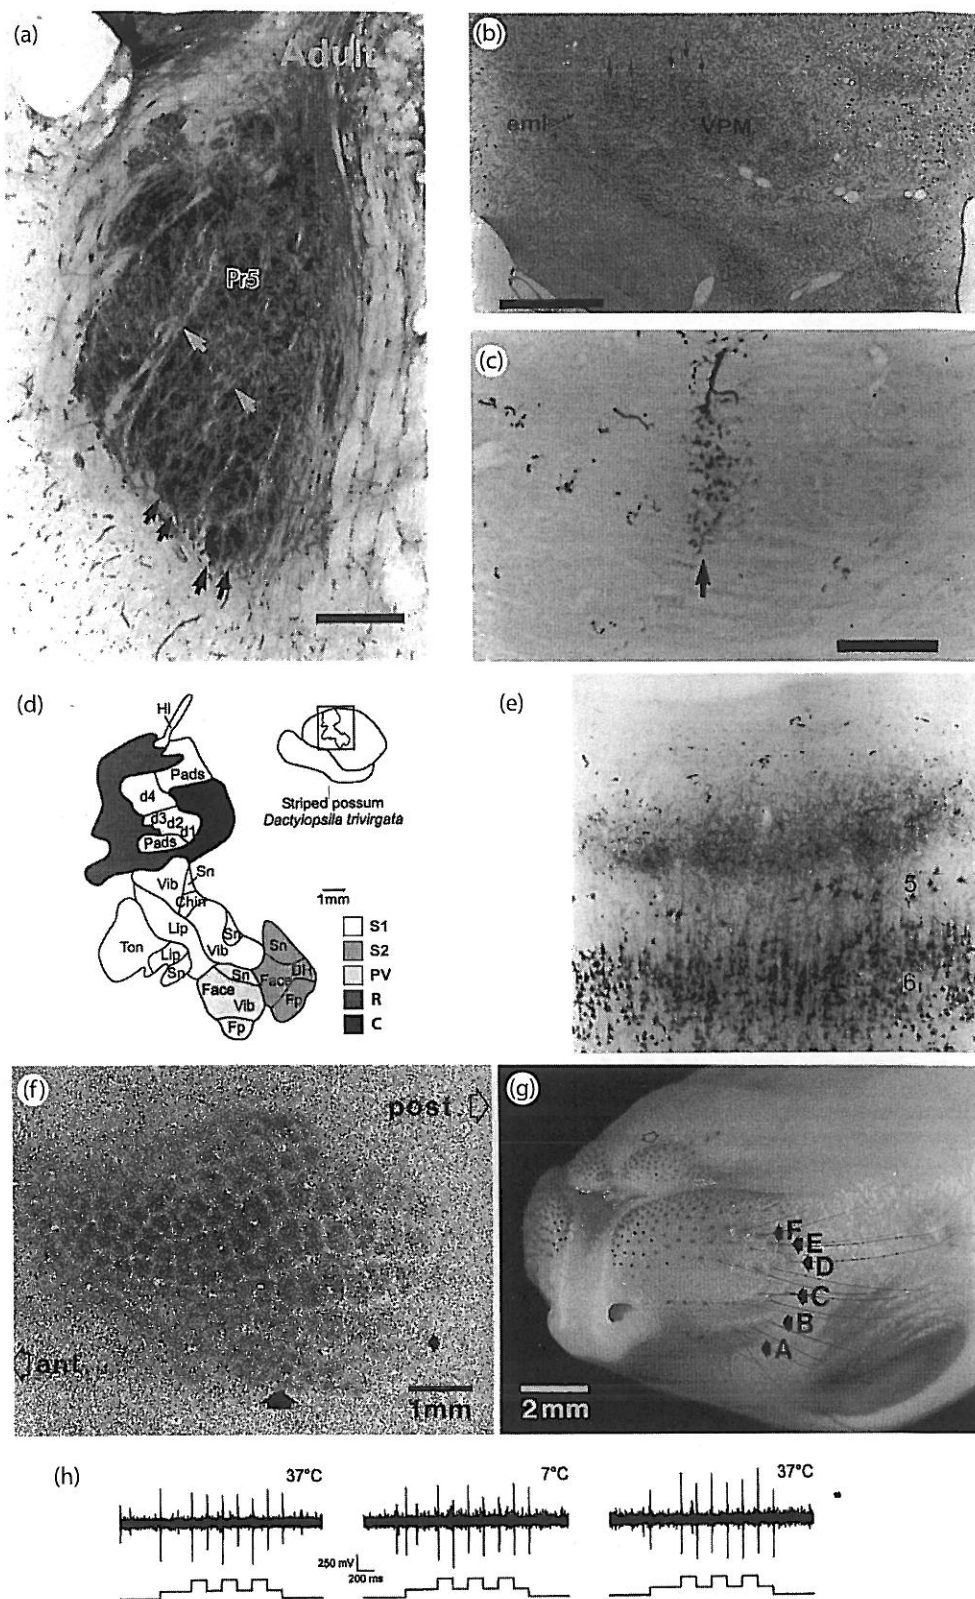 (a)
Adult
Pr5
(b)
eml
VPM
(c)
(d)
Hl
Pads
d4
d3
d2
d1
Pads
Sn
Vib
Chin
Lip
Sn
Ton
Vib
Lip
Sn
Sn
Sn
DH
Face
Face
Vib
Fp
Fp
Striped possum
Dactylopsila trivirgata
1mm
S1
S2
PV
R
C
(e)
5
6
(f)
post
ant
1mm
(g)
F
E
D
C
B
A
2mm
(h)
37°C
7°C
37°C
250 mV
200 ms